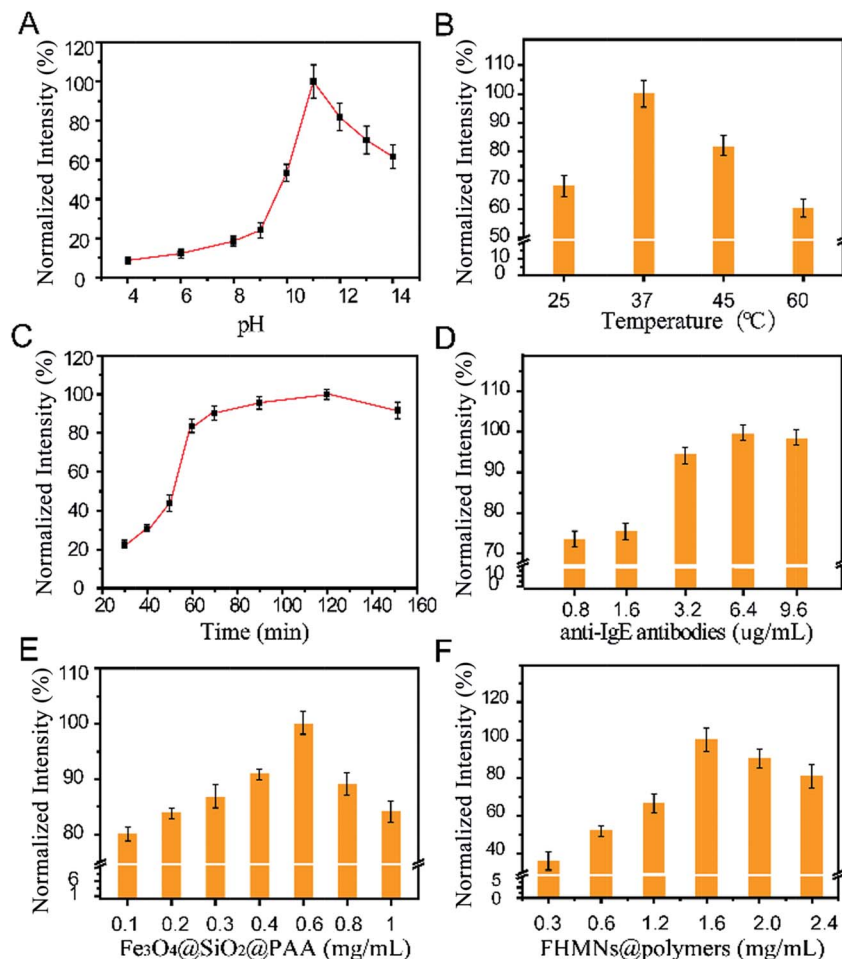 A
Normalized Intensity (%)
120
100
80
60
40
20
0
4 6 8 10 12 14
pH
B
Normalized Intensity (%)
110
100
90
80
70
60
50
10
0
25 37 45 60
Temperature (℃)
C
Normalized Intensity (%)
120
100
80
60
40
20
0
20 40 60 80 100 120 140 160
Time (min)
D
Normalized Intensity (%)
110
100
90
80
70
10
0
0.8 1.6 3.2 6.4 9.6
anti-IgE antibodies (ug/mL)
E
Normalized Intensity (%)
110
100
90
80
6
1
0.1 0.2 0.3 0.4 0.6 0.8 1
Fe₃O₄@SiO₂@PAA (mg/mL)
F
Normalized Intensity (%)
120
100
80
60
40
5
0
0.3 0.6 1.2 1.6 2.0 2.4
FHMNs@polymers (mg/mL)